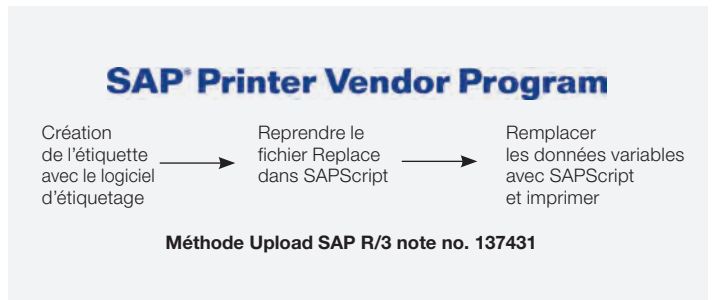 SAP® Printer Vendor Program
Création
de l’étiquette
avec le logiciel
d’étiquetage
Reprendre le
fichier Replace
dans SAPScript
Remplacer
les données variables
avec SAPScript
et imprimer
Méthode Upload SAP R/3 note no. 137431